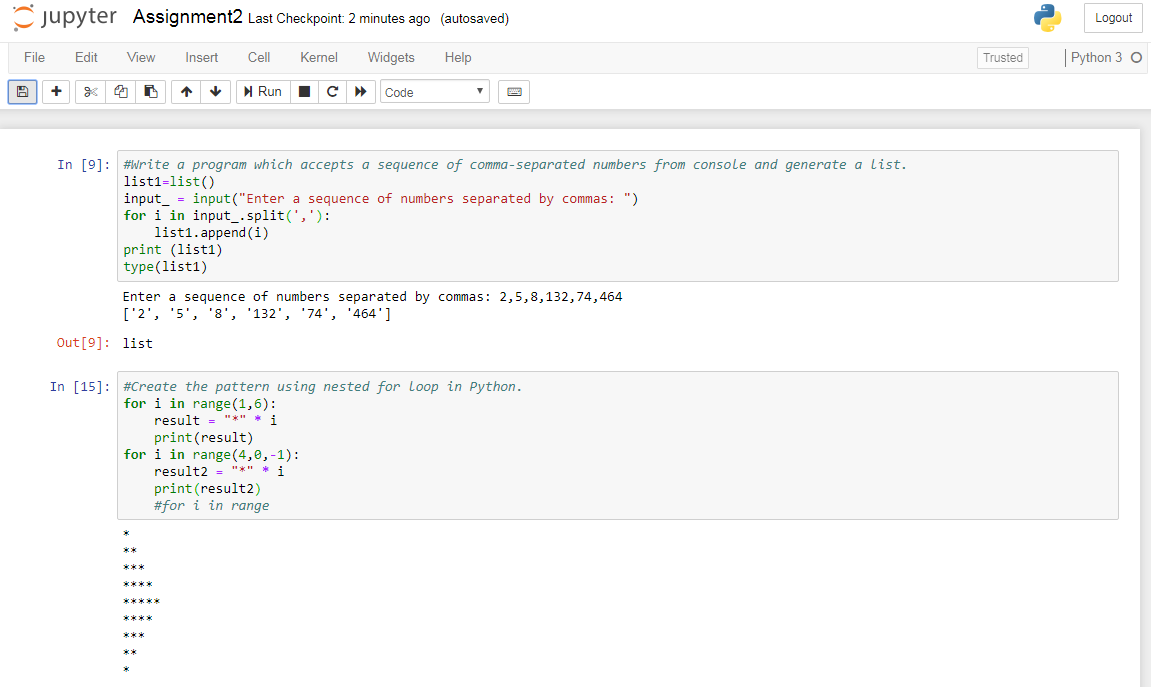 jupyter Assignment2 Last Checkpoint: 2 minutes ago (autosaved) Logout
File Edit View Insert Cell Kernel Widgets Help Trusted Python 3
Run Code
In [9]: #Write a program which accepts a sequence of comma-separated numbers from console and generate a list.
list1=list()
input_ = input("Enter a sequence of numbers separated by commas: ")
for i in input_.split(','):
    list1.append(i)
print (list1)
type(list1)
Enter a sequence of numbers separated by commas: 2,5,8,132,74,464
['2', '5', '8', '132', '74', '464']
Out[9]: list
In [15]: #Create the pattern using nested for loop in Python.
for i in range(1,6):
    result = "*" * i
    print(result)
for i in range(4,0,-1):
    result2 = "*" * i
    print(result2)
    #for i in range
*
**
***
****
*****
****
***
**
*